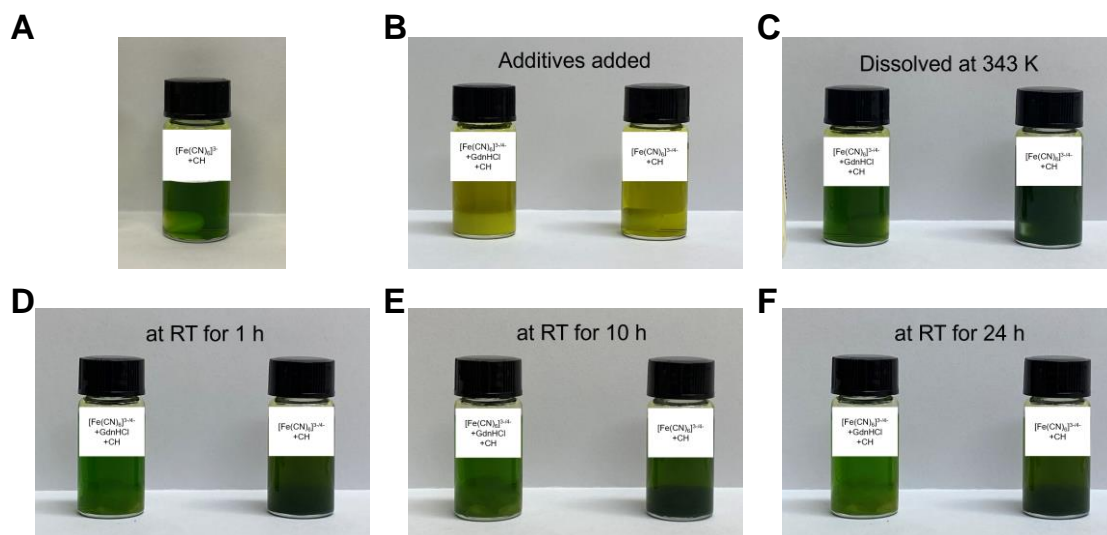 A
[Fe(CN)₆]³⁻
+CH
B
Additives added
[Fe(CN)₆]³⁻/⁴⁻
+GdnHCl
+CH
[Fe(CN)₆]³⁻/⁴⁻
+CH
C
Dissolved at 343 K
[Fe(CN)₆]³⁻/⁴⁻
+GdnHCl
+CH
[Fe(CN)₆]³⁻/⁴⁻
+CH
D
at RT for 1 h
[Fe(CN)₆]³⁻/⁴⁻
+GdnHCl
+CH
[Fe(CN)₆]³⁻/⁴⁻
+CH
E
at RT for 10 h
[Fe(CN)₆]³⁻/⁴⁻
+GdnHCl
+CH
[Fe(CN)₆]³⁻/⁴⁻
+CH
F
at RT for 24 h
[Fe(CN)₆]³⁻/⁴⁻
+GdnHCl
+CH
[Fe(CN)₆]³⁻/⁴⁻
+CH